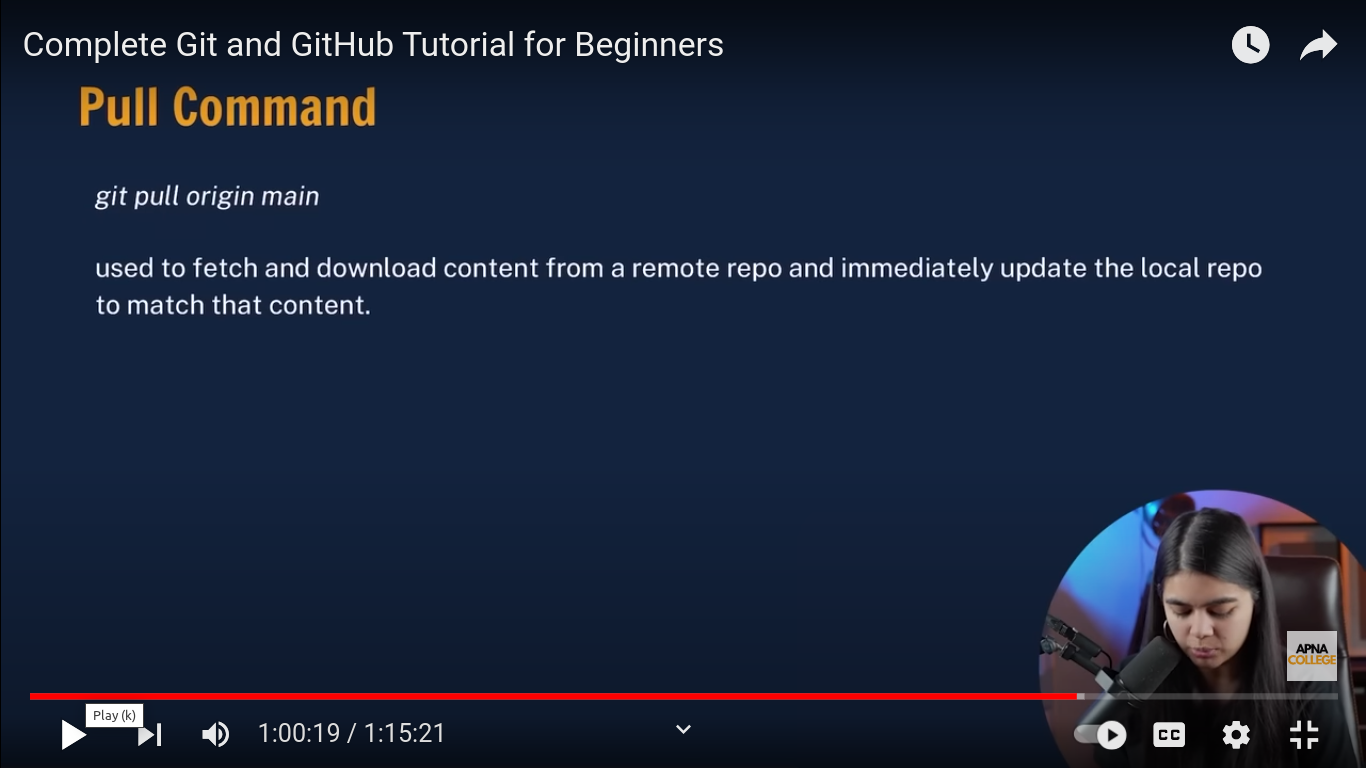 Complete Git and GitHub Tutorial for Beginners
Pull Command
git pull origin main
used to fetch and download content from a remote repo and immediately update the local repo
to match that content.
APNA
COLLEGE
Play (k)
1:00:19 / 1:15:21
CC